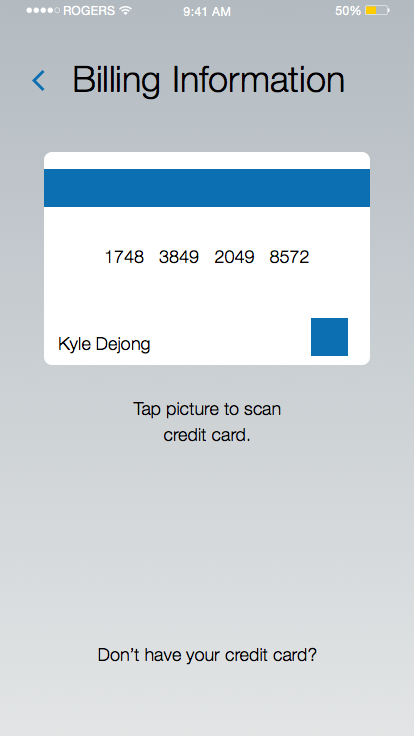 ROGERS 9:41 AM 50%
Billing Information
1748 3849 2049 8572
Kyle Dejong
Tap picture to scan
credit card.
Don’t have your credit card?